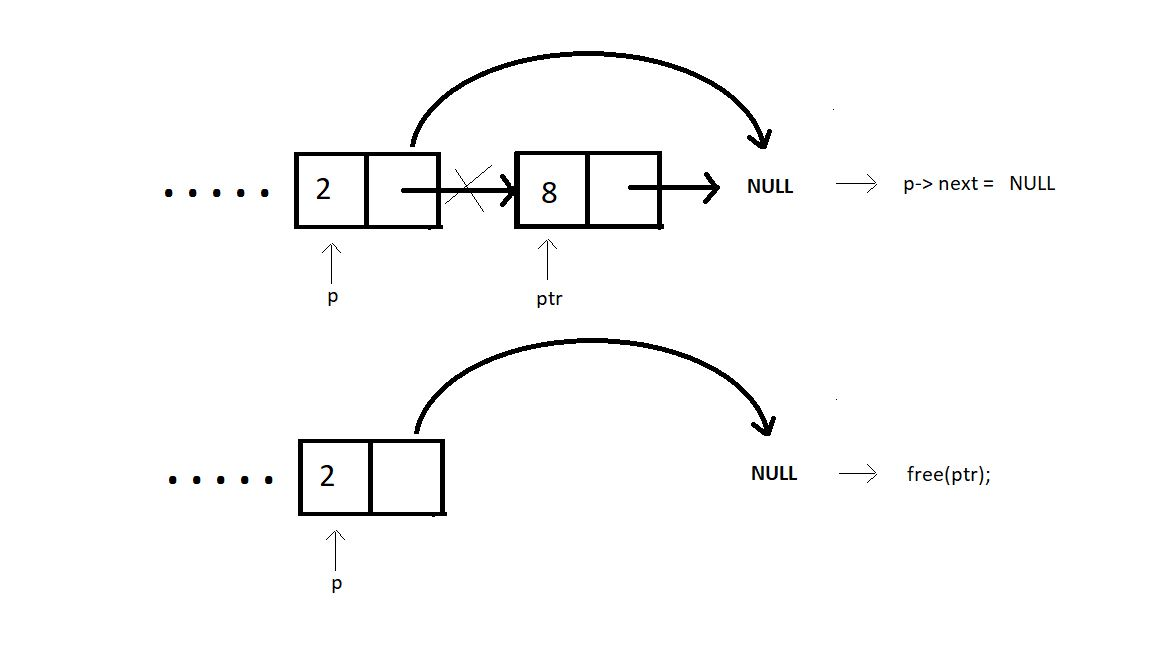 2 8 NULL p-> next = NULL
p ptr
2 NULL free(ptr);
p